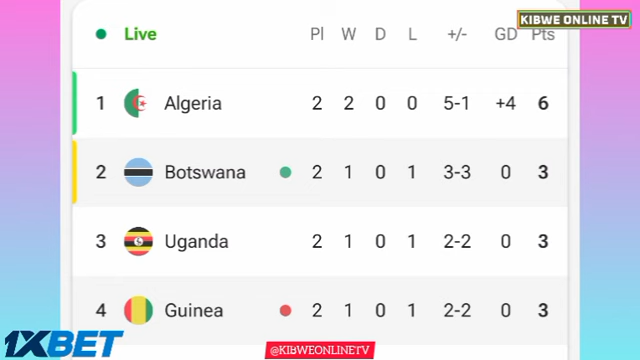 KIBWE ONLINE TV
Live Pl W D L +/- GD Pts
1 Algeria 2 2 0 0 5-1 +4 6
2 Botswana 2 1 0 1 3-3 0 3
3 Uganda 2 1 0 1 2-2 0 3
4 Guinea 2 1 0 1 2-2 0 3
1XBET
@KIBWEONLINETV